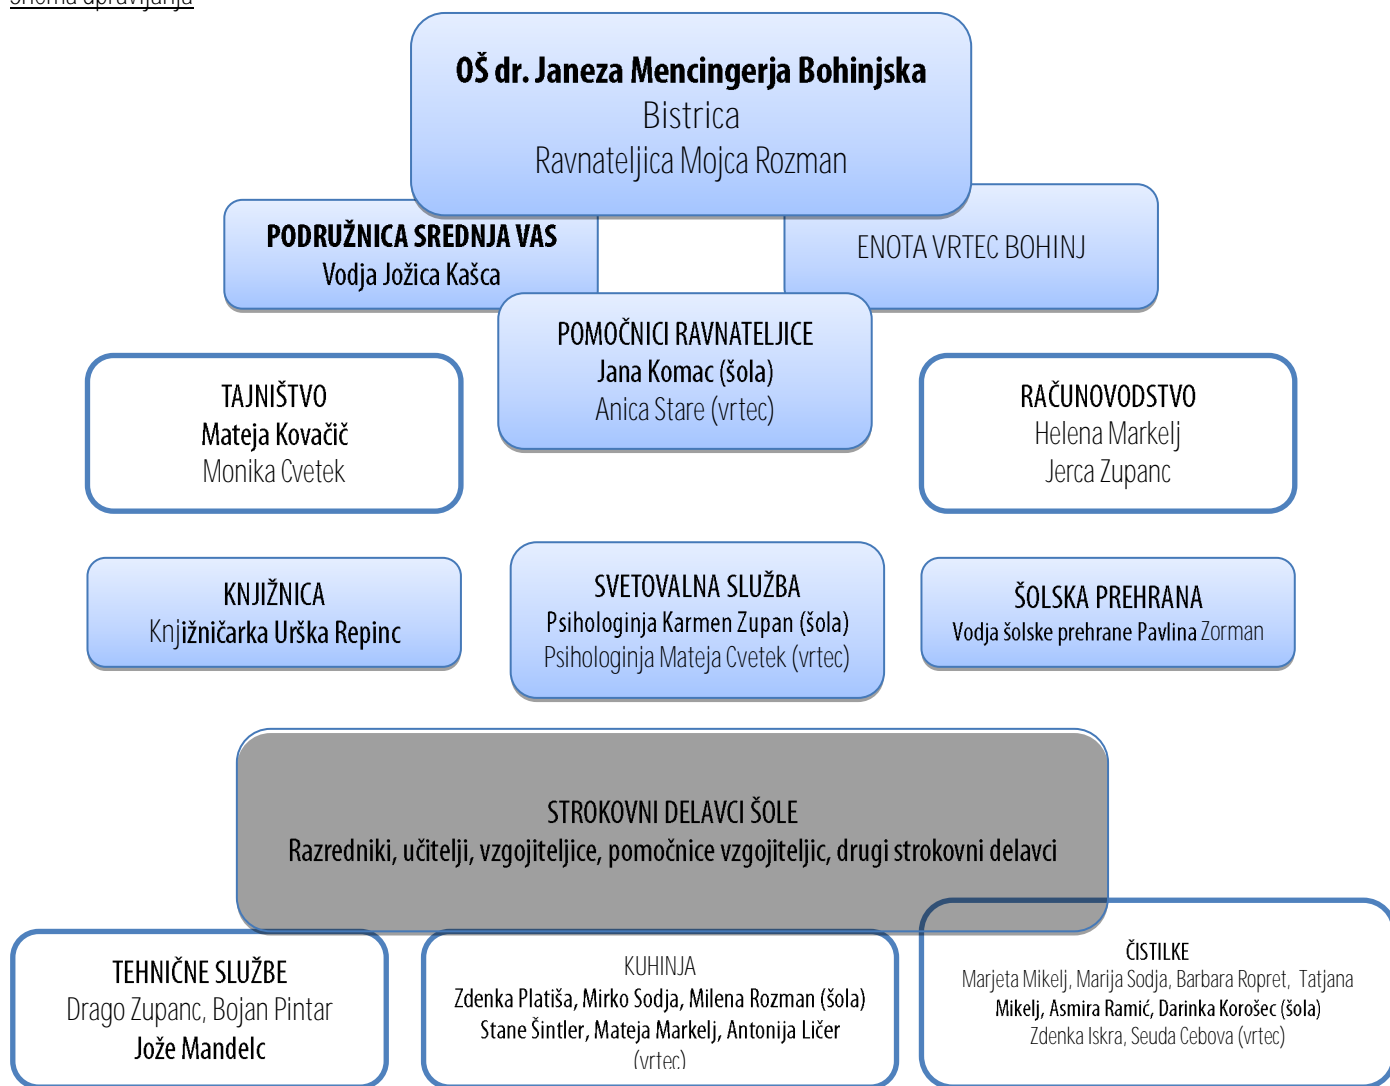 upravljanja
OŠ dr. Janeza Mencingerja Bohinjska
Bistrica
Ravnateljica Mojca Rozman
PODRUŽNICA SREDNJA VAS
Vodja Jožica Kašca
ENOTA VRTEC BOHINJ
POMOČNICI RAVNATELJICE
Jana Komac (šola)
Anica Stare (vrtec)
TAJNIŠTVO
Mateja Kovačič
Monika Cvetek
RAČUNOVODSTVO
Helena Markelj
Jerca Zupanc
KNJIŽNICA
Knjižničarka Urška Repinc
SVETOVALNA SLUŽBA
Psihologinja Karmen Zupan (šola)
Psihologinja Mateja Cvetek (vrtec)
ŠOLSKA PREHRANA
Vodja šolske prehrane Pavlina Zorman
STROKOVNI DELAVCI ŠOLE
Razredniki, učitelji, vzgojiteljice, pomočnice vzgojiteljic, drugi strokovni delavci
TEHNIČNE SLUŽBE
Drago Zupanc, Bojan Pintar
Jože Mandelc
KUHINJA
Zdenka Platiša, Mirko Sodja, Milena Rozman (šola)
Stane Šintler, Mateja Markelj, Antonija Ličer
(vrtec)
ČISTILKE
Marjeta Mikelj, Marija Sodja, Barbara Ropret, Tatjana
Mikelj, Asmira Ramić, Darinka Korošec (šola)
Zdenka Iskra, Seuda Cebova (vrtec)